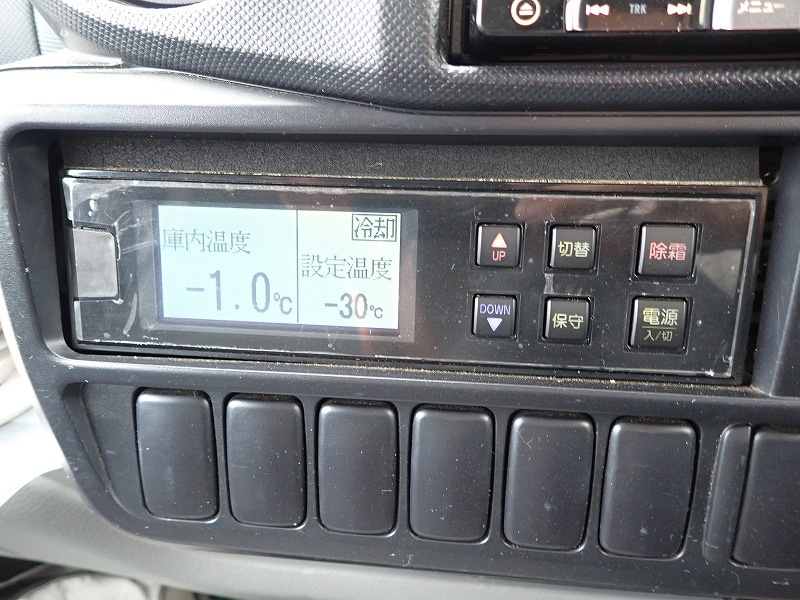 TRK
メニュー
庫内温度
-1.0℃
冷却
設定温度
-30℃
UP
切替
除霜
DOWN
保守
電源
入/切